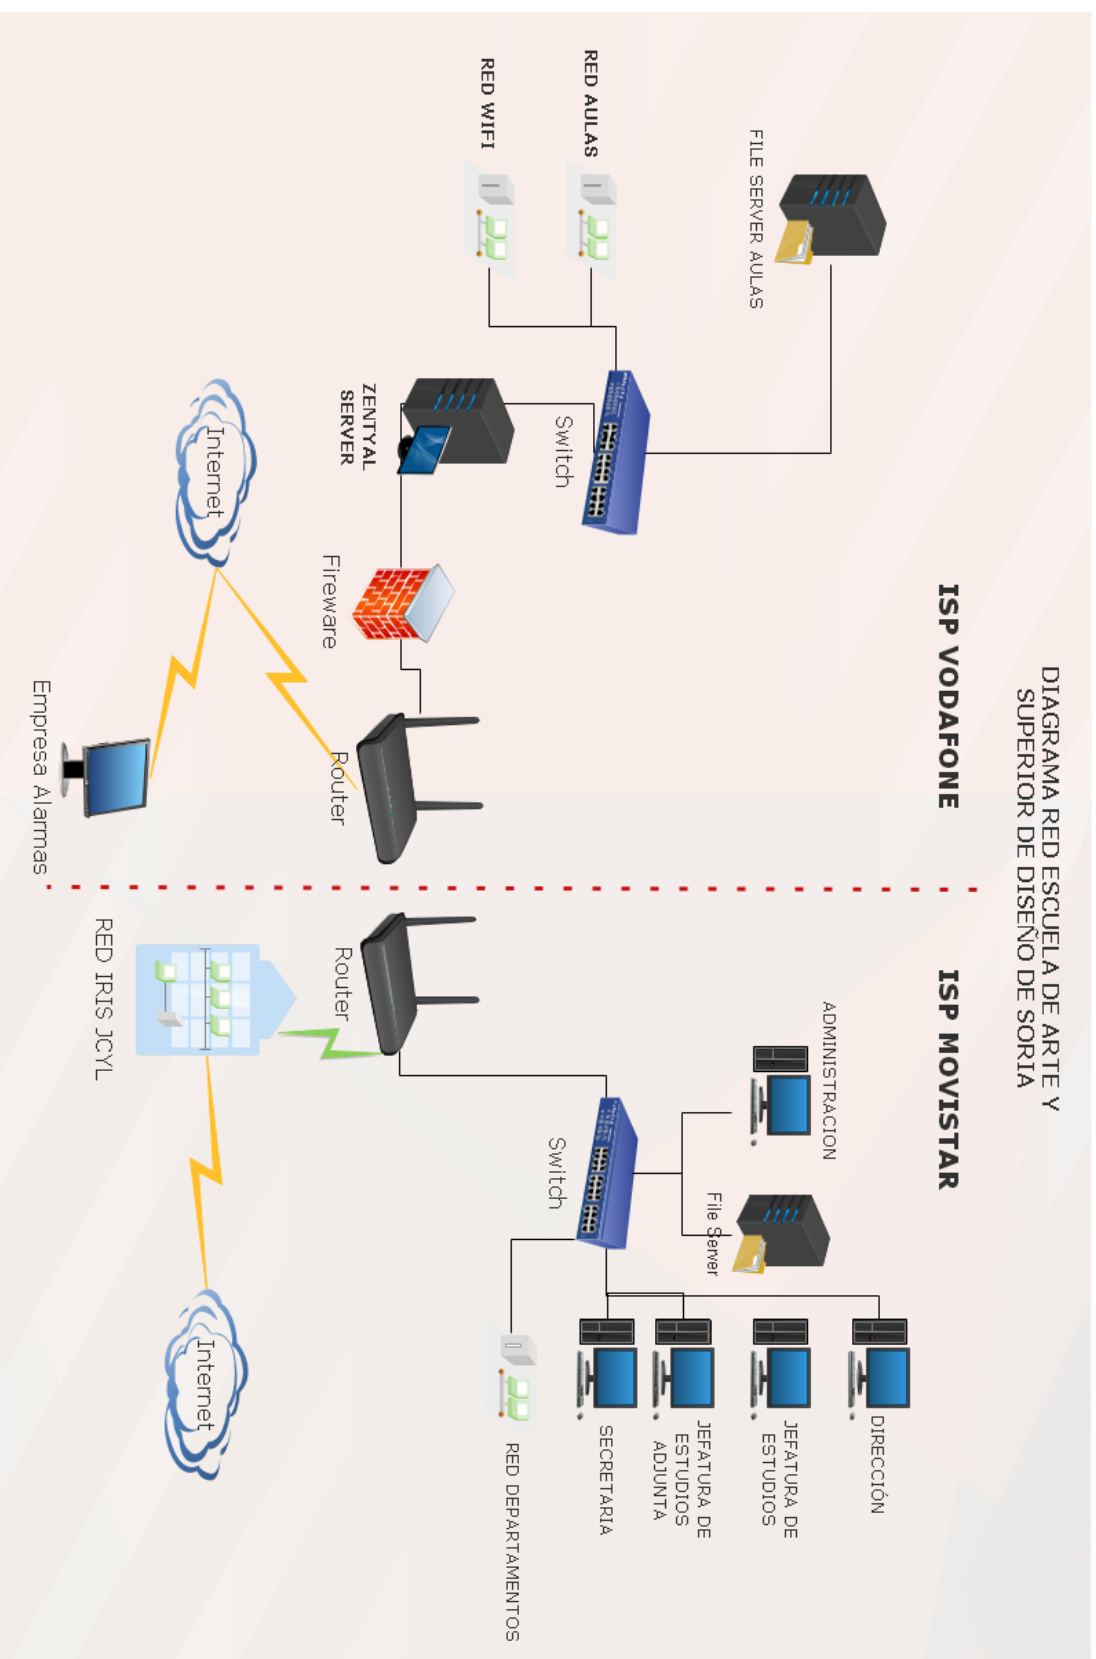 DIAGRAMA RED ESCUELA DE ARTE Y
SUPERIOR DE DISEÑO DE SORIA
ISP VODAFONE
ISP MOVISTAR
FILE SERVER AULAS
RED AULAS
RED WIFI
Switch
ZENTYAL
SERVER
Fireware
Router
Internet
Empresa Alarmas
ADMINISTRACION
File Server
DIRECCIÓN
JEFATURA DE
ESTUDIOS
JEFATURA DE
ESTUDIOS
ADJUNTA
SECRETARIA
RED DEPARTAMENTOS
Switch
Router
RED IRIS JCYL
Internet